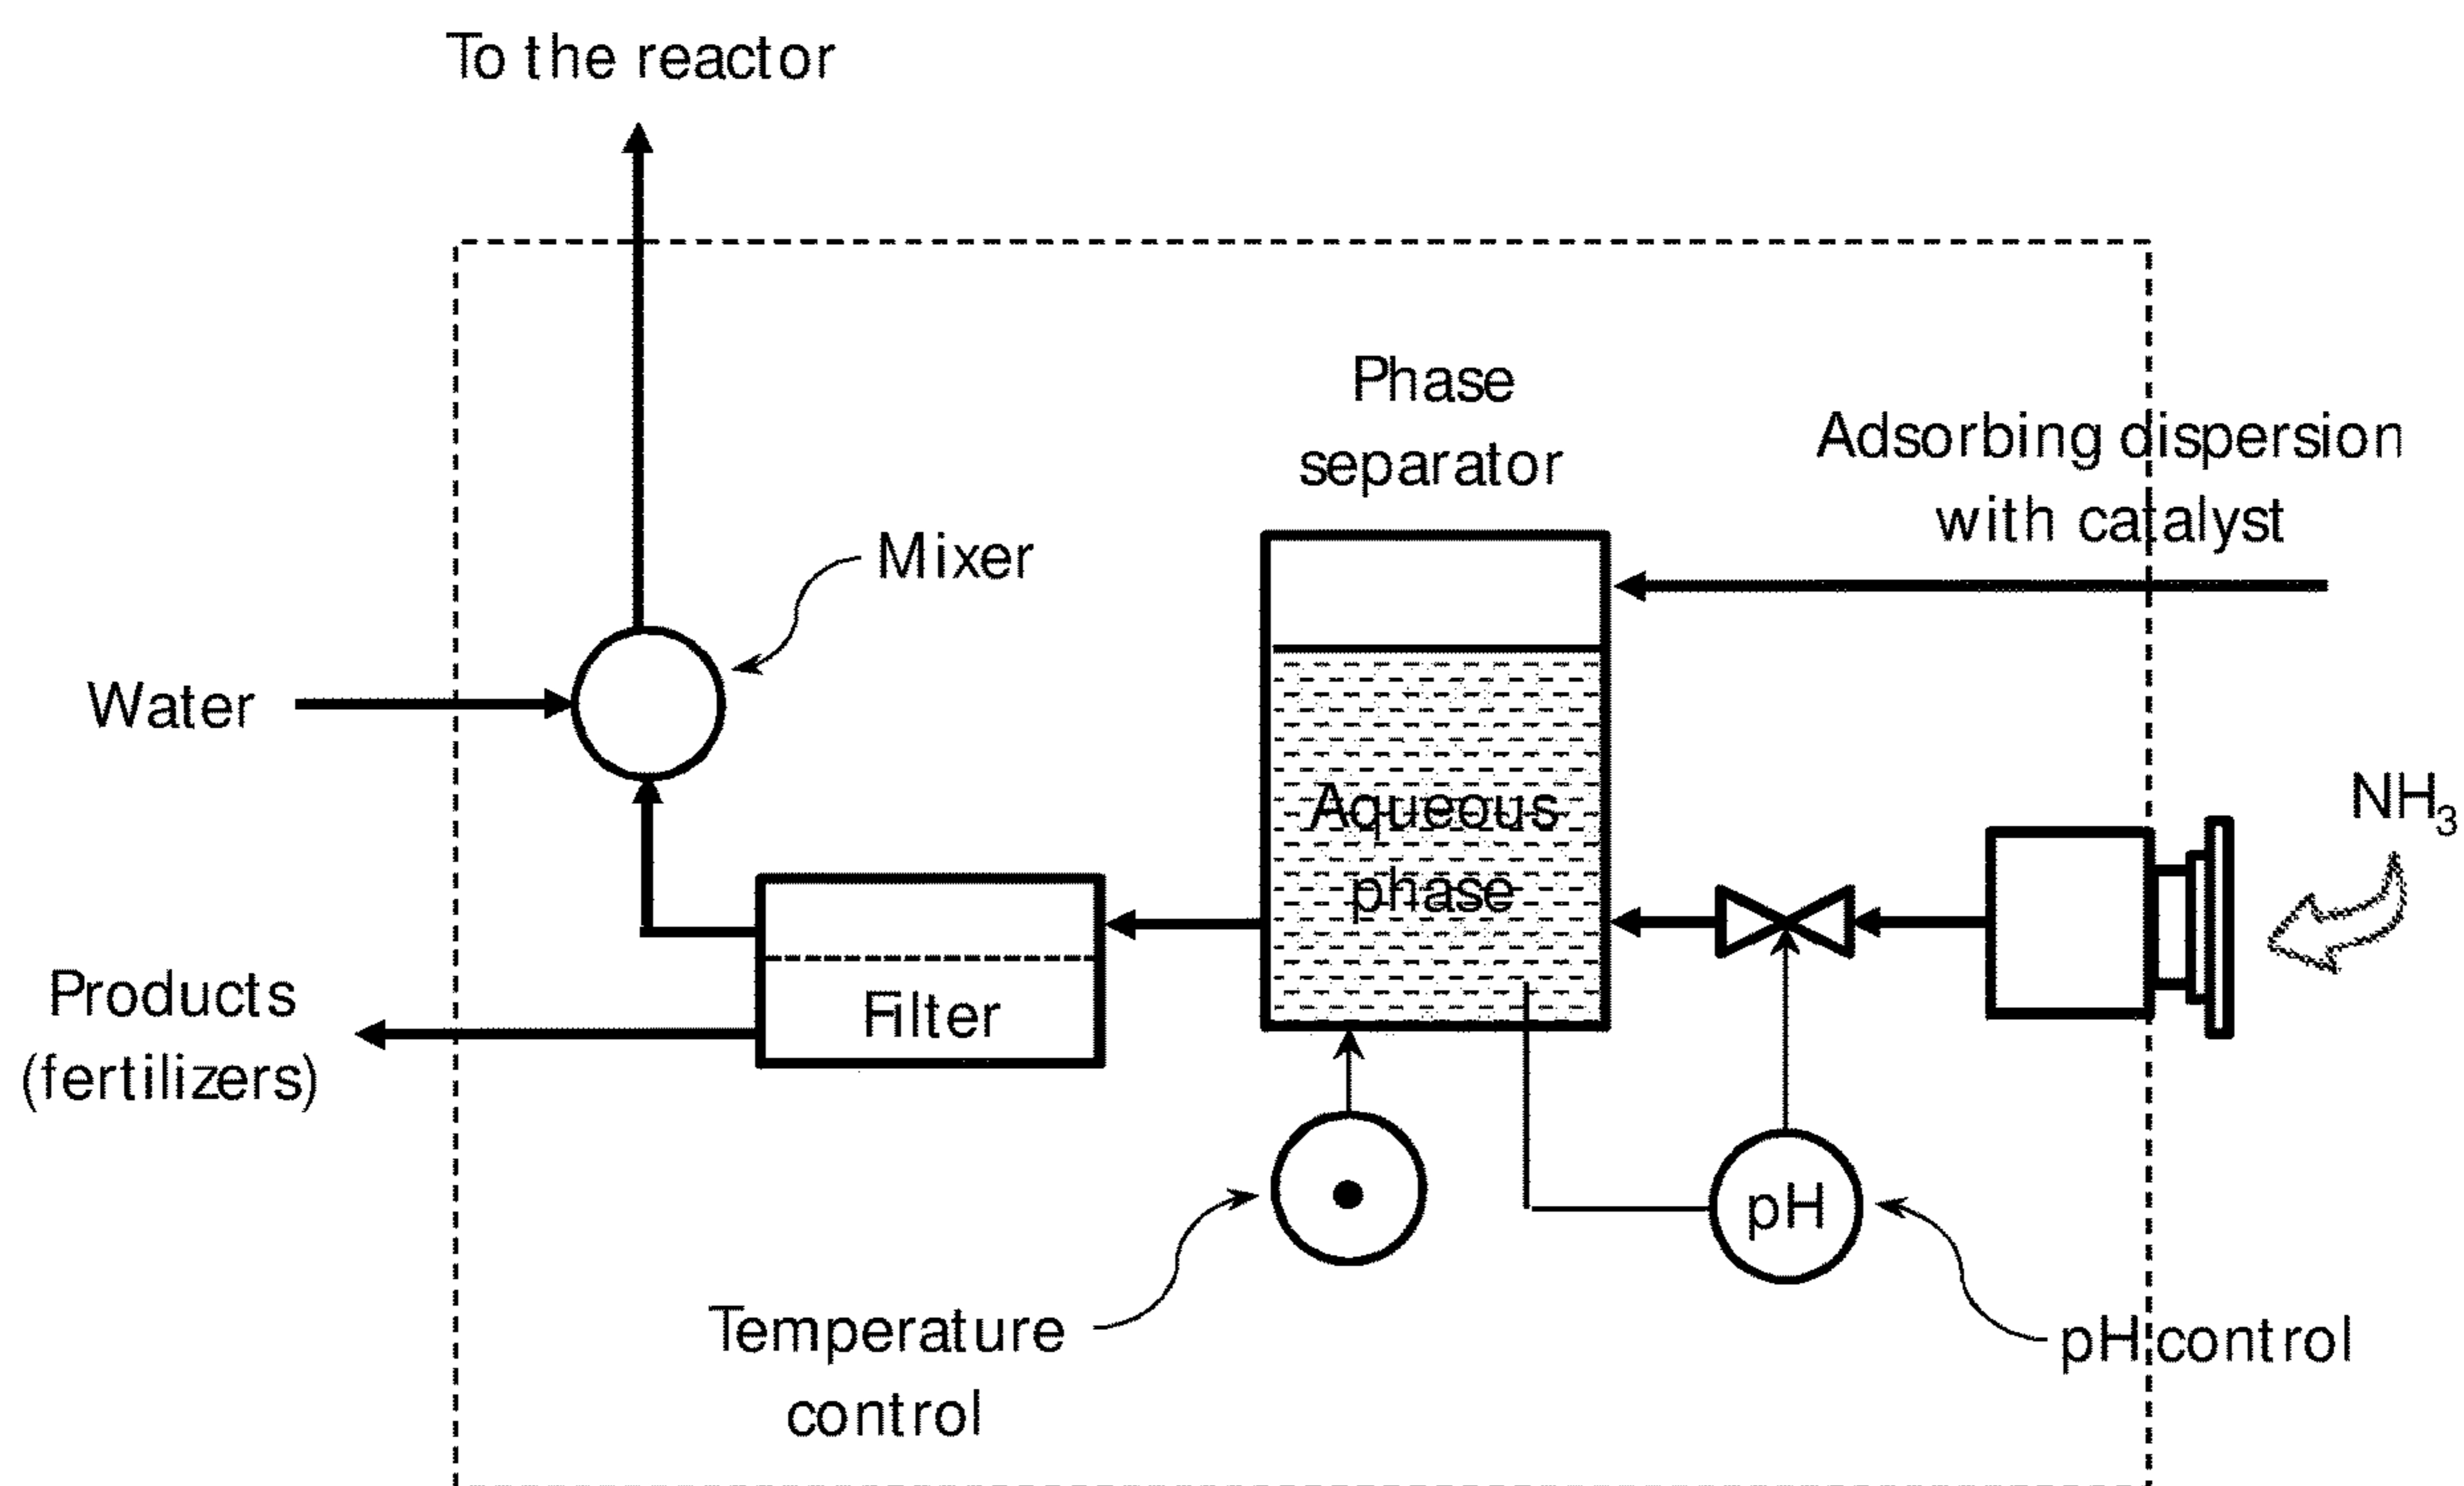 To the reactor
Phase
separator
Adsorbing dispersion
with catalyst
Mixer
Water
Aqueous
phase
NH₃
Products
(fertilizers)
Filter
pH
Temperature
control
pH control